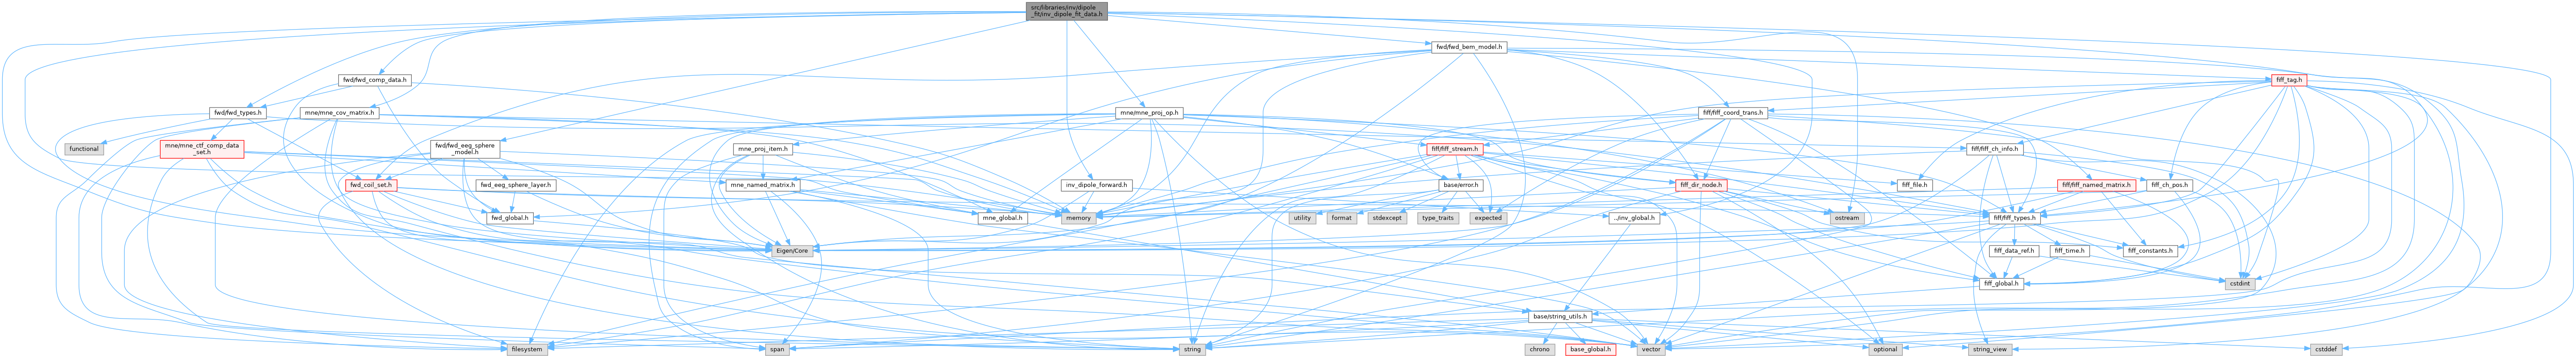 src/libraries/inv/dipole
_fit/inv_dipole_fit_data.h
fwd/fwd_bem_model.h
fwd/fwd_comp_data.h
fiff_tag.h
fwd/fwd_types.h
mne/mne_cov_matrix.h
mne/mne_proj_op.h
fiff/fiff_coord_trans.h
functional
mne/mne_ctf_comp_data
_set.h
fwd/fwd_eeg_sphere
_model.h
mne_proj_item.h
fiff/fiff_stream.h
fiff/fiff_ch_info.h
fwd_coil_set.h
fwd_eeg_sphere_layer.h
mne_named_matrix.h
inv_dipole_forward.h
base/error.h
fiff_dir_node.h
fiff_file.h
fiff/fiff_named_matrix.h
fiff_ch_pos.h
fwd_global.h
mne_global.h
memory
../inv_global.h
utility
format
stdexcept
type_traits
expected
ostream
fiff/fiff_types.h
Eigen/Core
fiff_data_ref.h
fiff_time.h
fiff_constants.h
fiff_global.h
cstdint
base/string_utils.h
filesystem
span
string
chrono
base_global.h
vector
optional
string_view
cstddef